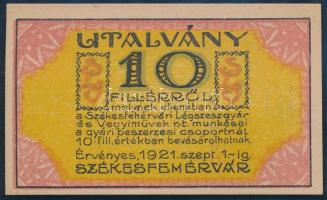 UTALVÁNY
10
FILLÉRRŐL,
melynek ellenében
a Székesfehérvári Légszeszgyár
és Vegyiművek r-t. munkásai
a gyári beszerzési csoportnál
10 fill. értékben bevásárolhatnak.
Érvényes, 1921. szept. 1-ig.
SZÉKESFEHÉRVÁR